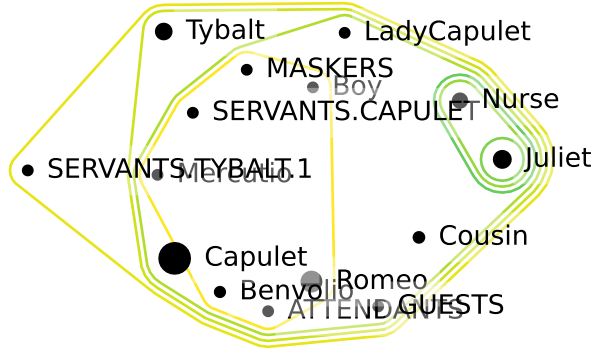 Tybalt
LadyCapulet
MASKERS
Boy
Nurse
SERVANTS.CAPULET
Juliet
SERVANTS.TYBALT.1
Mercutio
Cousin
Capulet
Romeo
Benvolio
GUESTS
ATTENDANTS